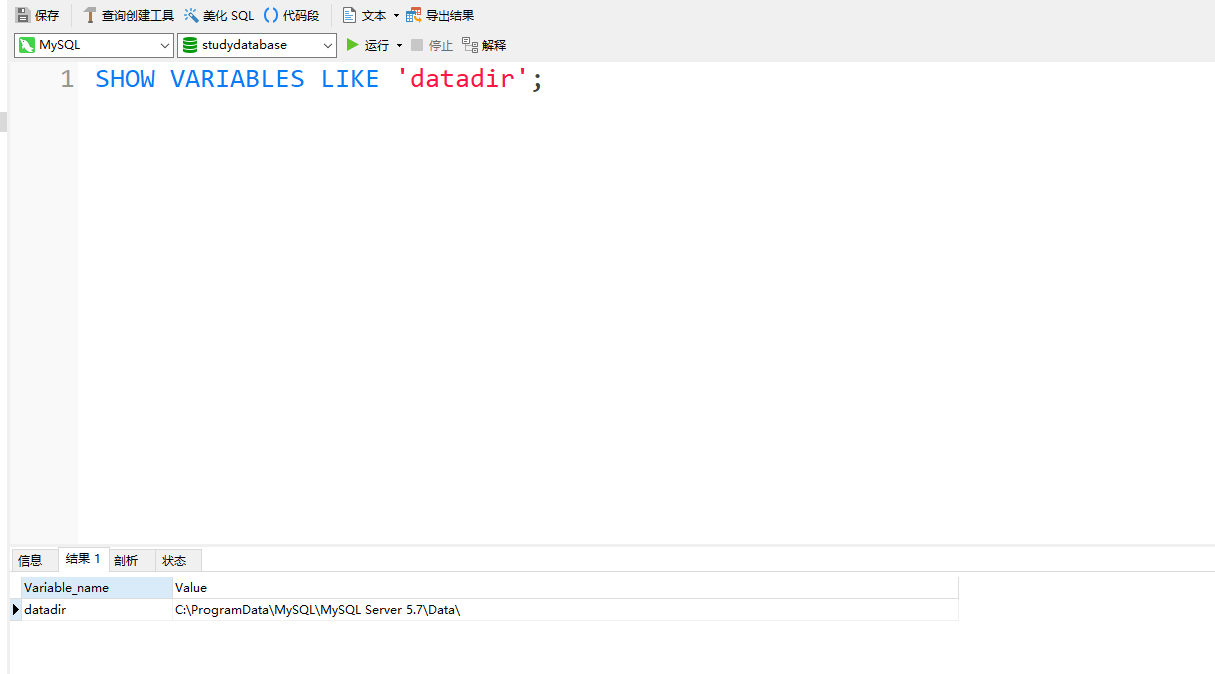 保存 查询创建工具 美化 SQL 代码段 文本 导出结果
MySQL studydatabase 运行 停止 解释
1 SHOW VARIABLES LIKE 'datadir';
信息 结果 1 剖析 状态
Variable_name Value
datadir C:\ProgramData\MySQL\MySQL Server 5.7\Data\